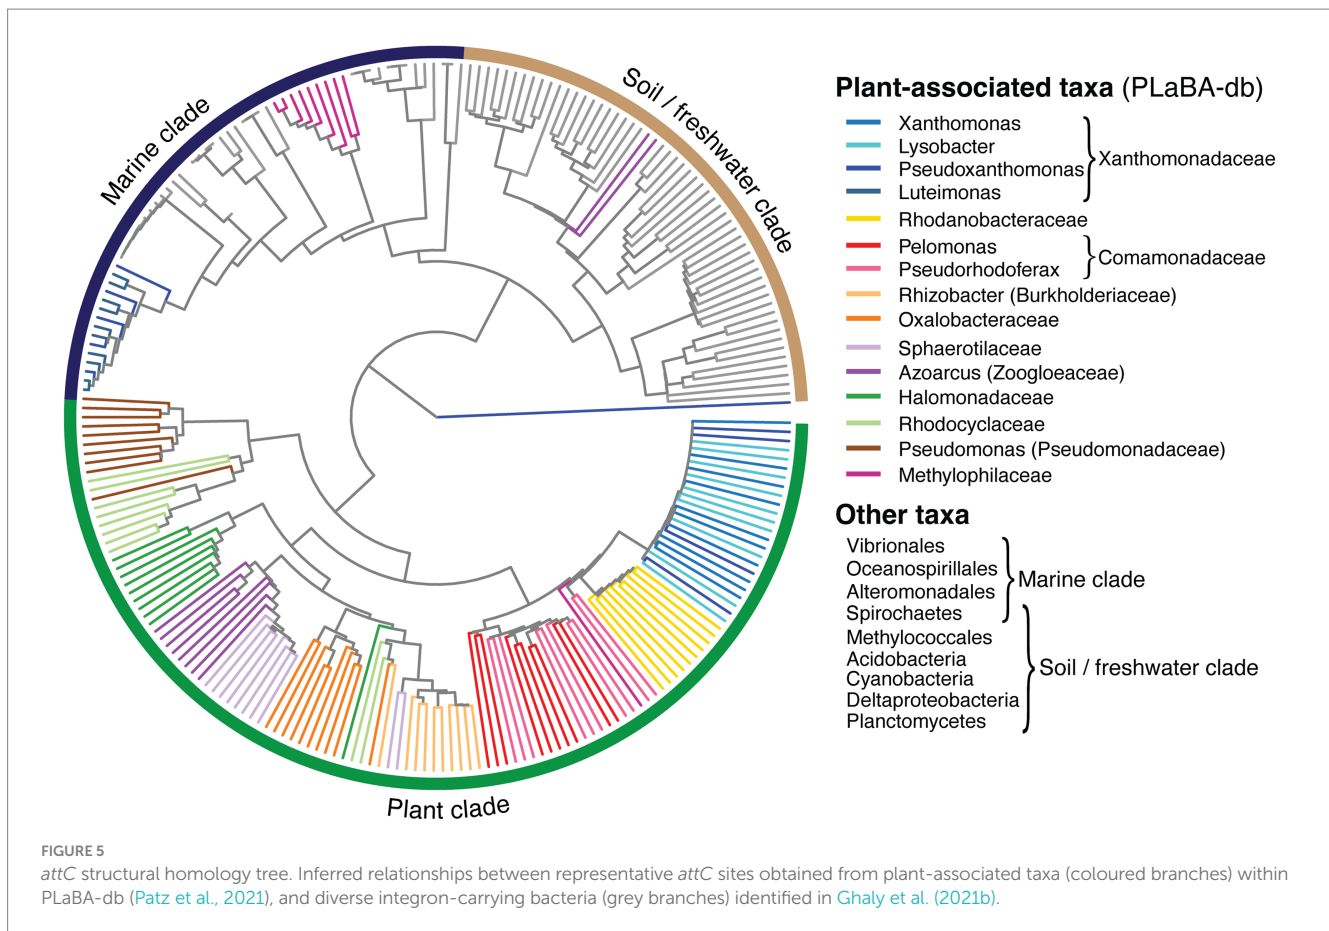 Marine clade
Soil / freshwater clade
Plant clade
Plant-associated taxa (PLaBA-db)
Xanthomonas
Lysobacter
Pseudoxanthomonas
Luteimonas
Xanthomonadaceae
Rhodanobacteraceae
Pelomonas
Pseudorhodoferax
Comamonadaceae
Rhizobacter (Burkholderiaceae)
Oxalobacteraceae
Sphaerotilaceae
Azoarcus (Zoogloeaceae)
Halomonadaceae
Rhodocyclaceae
Pseudomonas (Pseudomonadaceae)
Methylophilaceae
Other taxa
Vibrionales
Oceanospirillales
Alteromonadales
Spirochaetes
Marine clade
Methylococcales
Acidobacteria
Cyanobacteria
Deltaproteobacteria
Planctomycetes
Soil / freshwater clade
FIGURE 5
attC structural homology tree. Inferred relationships between representative attC sites obtained from plant-associated taxa (coloured branches) within
PLaBA-db (Patz et al., 2021), and diverse integron-carrying bacteria (grey branches) identified in Ghaly et al. (2021b).